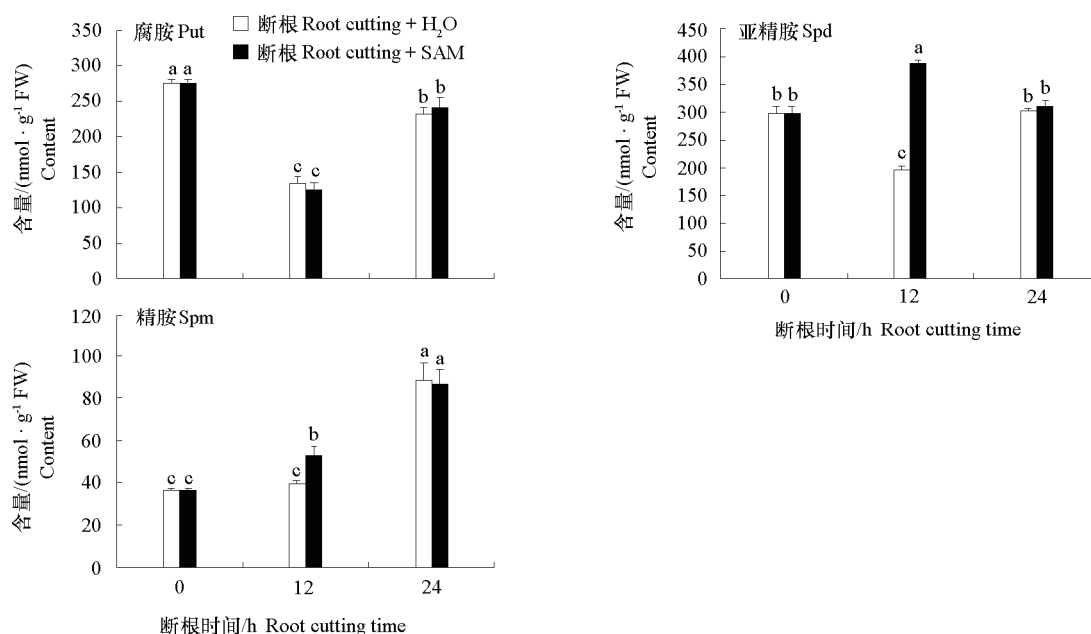 腐胺 Put
断根 Root cutting + H₂O
断根 Root cutting + SAM
350
300
250
200
150
100
50
0
含量/(nmol · g⁻¹ FW)
Content
a a
c c
b b
亚精胺 Spd
450
400
350
300
250
200
150
100
50
0
含量/(nmol · g⁻¹ FW)
Content
b b
c
a
b b
0 12 24
断根时间/h Root cutting time
精胺 Spm
120
100
80
60
40
20
0
含量/(nmol · g⁻¹ FW)
Content
c c
c
b
a a
0 12 24
断根时间/h Root cutting time